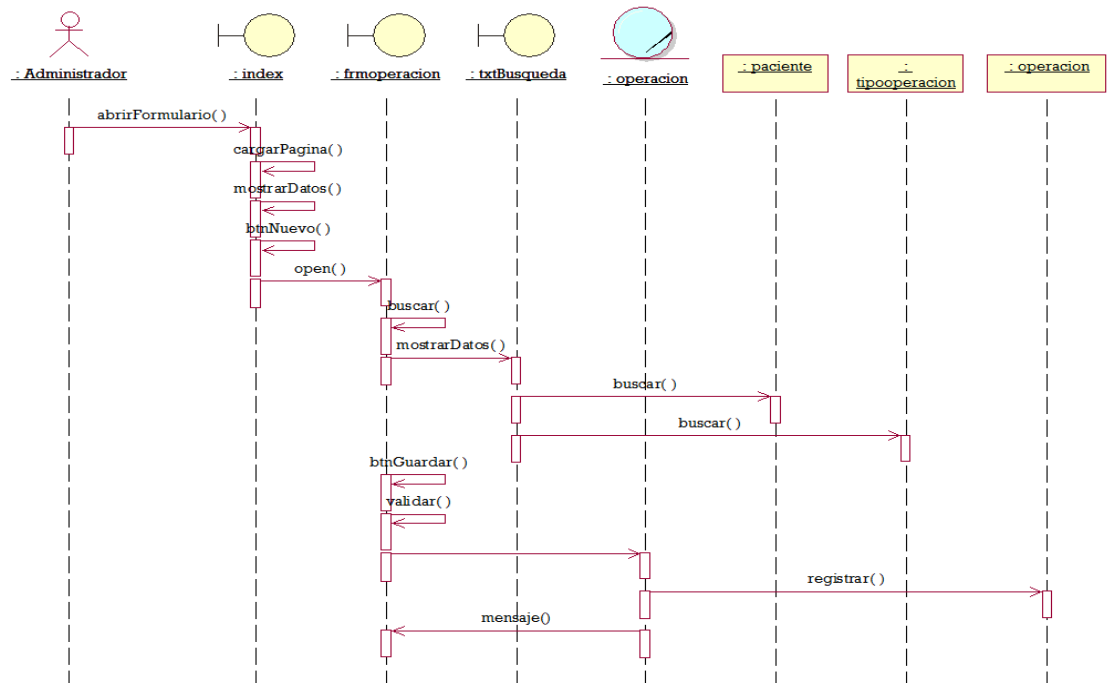 : Administrador
: index
: frmoperacion
: txtBusqueda
: operacion
: paciente
:
tipooperacion
: operacion
abrirFormulario( )
cargarPagina( )
mostrarDatos( )
btnNuevo( )
open( )
buscar( )
mostrarDatos( )
buscar( )
buscar( )
btnGuardar( )
validar( )
registrar( )
mensaje()